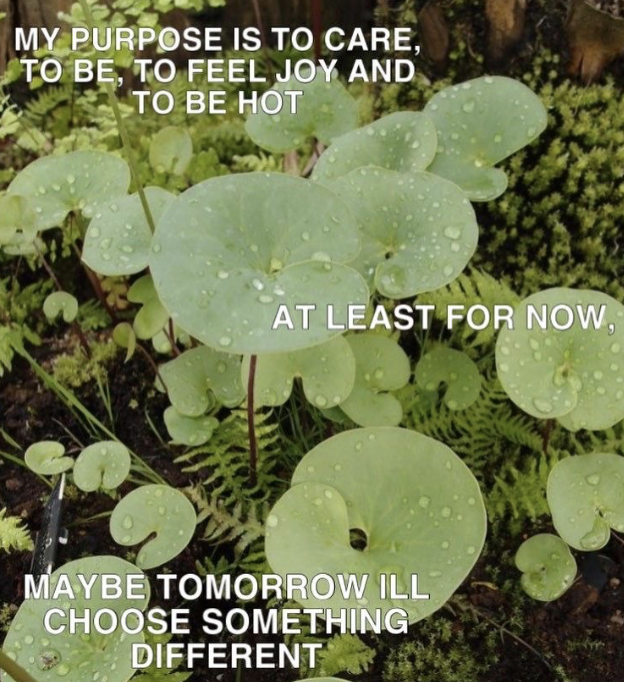 MY PURPOSE IS TO CARE,
TO BE, TO FEEL JOY AND
TO BE HOT
AT LEAST FOR NOW,
MAYBE TOMORROW ILL
CHOOSE SOMETHING
DIFFERENT